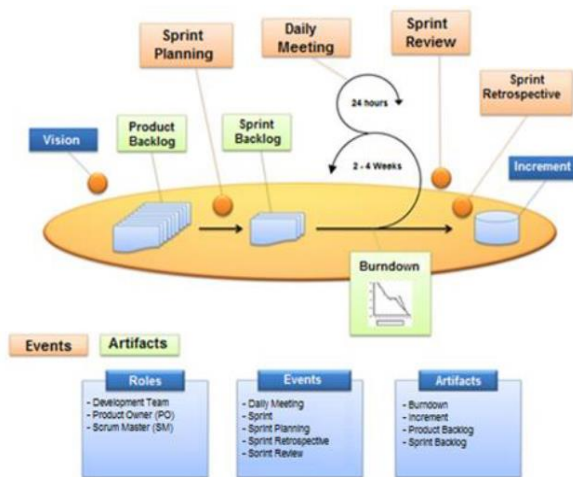 Sprint
Planning
Daily
Meeting
Sprint
Review
Sprint
Retrospective
24 hours
Vision
Product
Backlog
Sprint
Backlog
2 - 4 Weeks
Increment
Burndown
Events
Artifacts
Roles
- Development Team
- Product Owner (PO)
- Scrum Master (SM)
Events
- Daily Meeting
- Sprint
- Sprint Planning
- Sprint Retrospective
- Sprint Review
Artifacts
- Burndown
- Increment
- Product Backlog
- Sprint Backlog